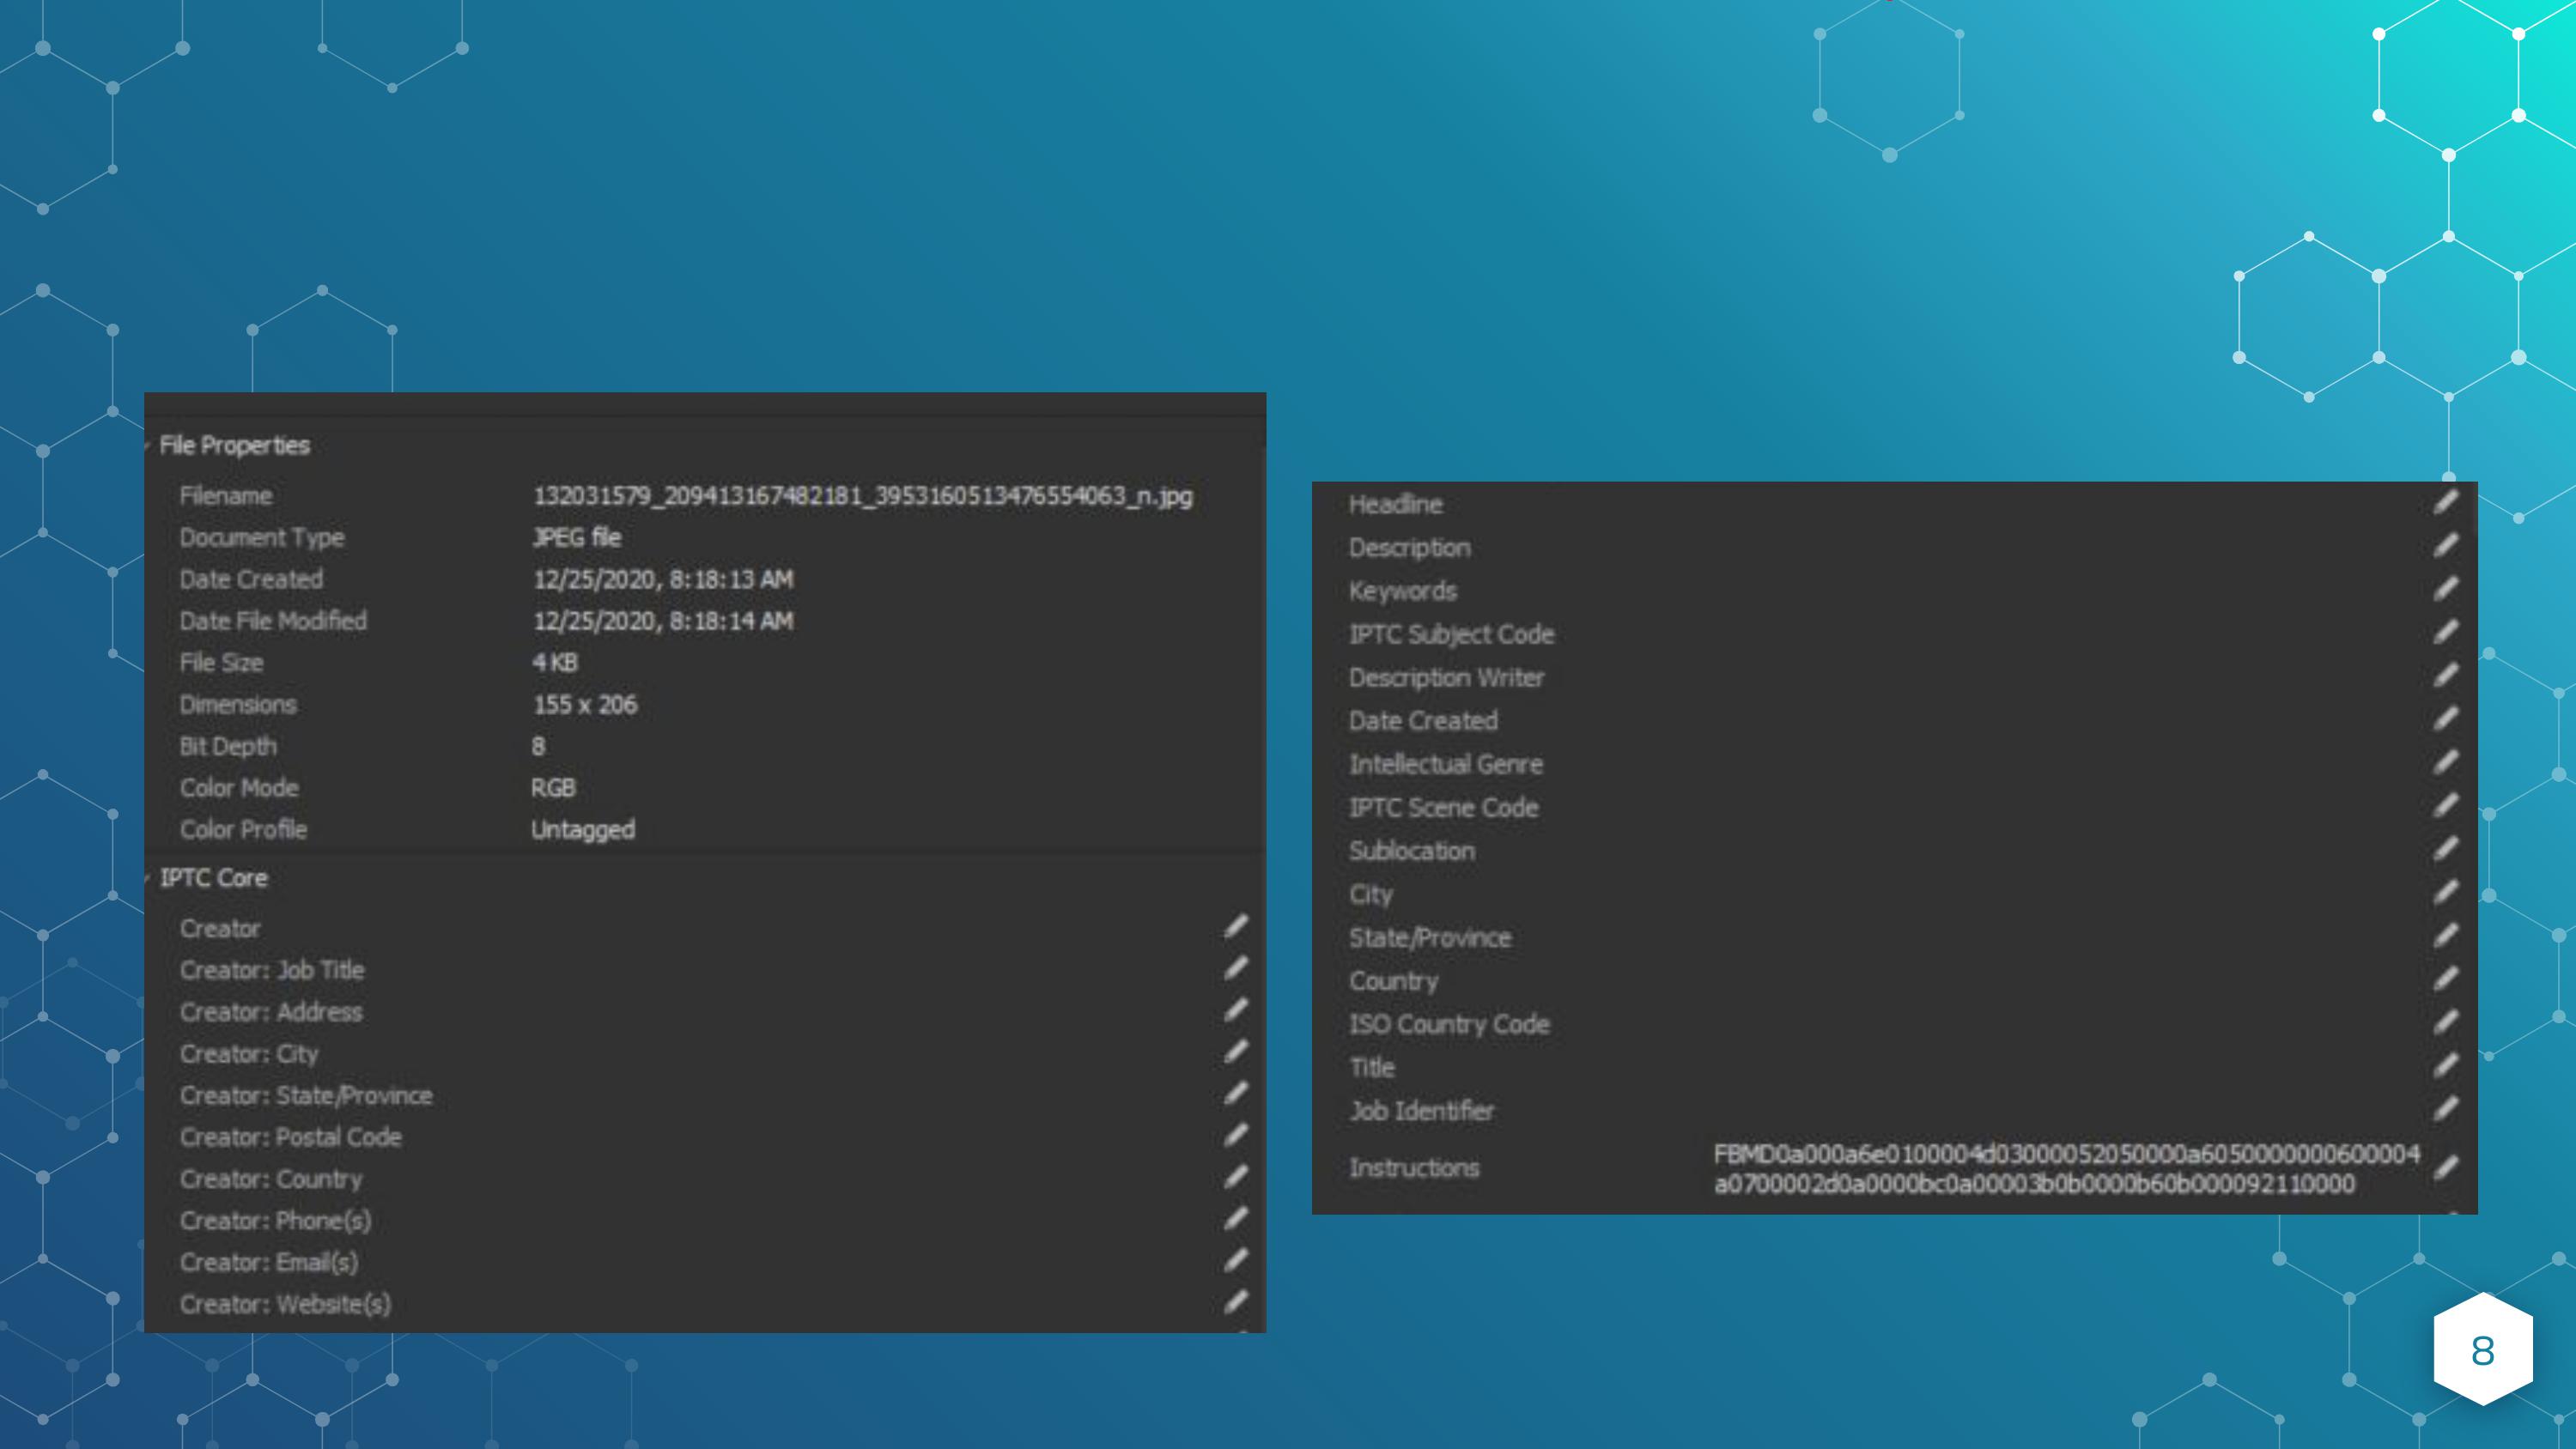 File Properties
Filename 132031579_209413167482181_3953160513476554063_n.jpg
Document Type JPEG file
Date Created 12/25/2020, 8:18:13 AM
Date File Modified 12/25/2020, 8:18:14 AM
File Size 4 KB
Dimensions 155 x 206
Bit Depth 8
Color Mode RGB
Color Profile Untagged
IPTC Core
Creator
Creator: Job Title
Creator: Address
Creator: City
Creator: State/Province
Creator: Postal Code
Creator: Country
Creator: Phone(s)
Creator: Email(s)
Creator: Website(s)
Headline
Description
Keywords
IPTC Subject Code
Description Writer
Date Created
Intellectual Genre
IPTC Scene Code
Sublocation
City
State/Province
Country
ISO Country Code
Title
Job Identifier
Instructions FBMD0a000a6e0100004d03000052050000a6050000000600004
a0700002d0a0000bc0a00003b0b0000b60b000092110000
8